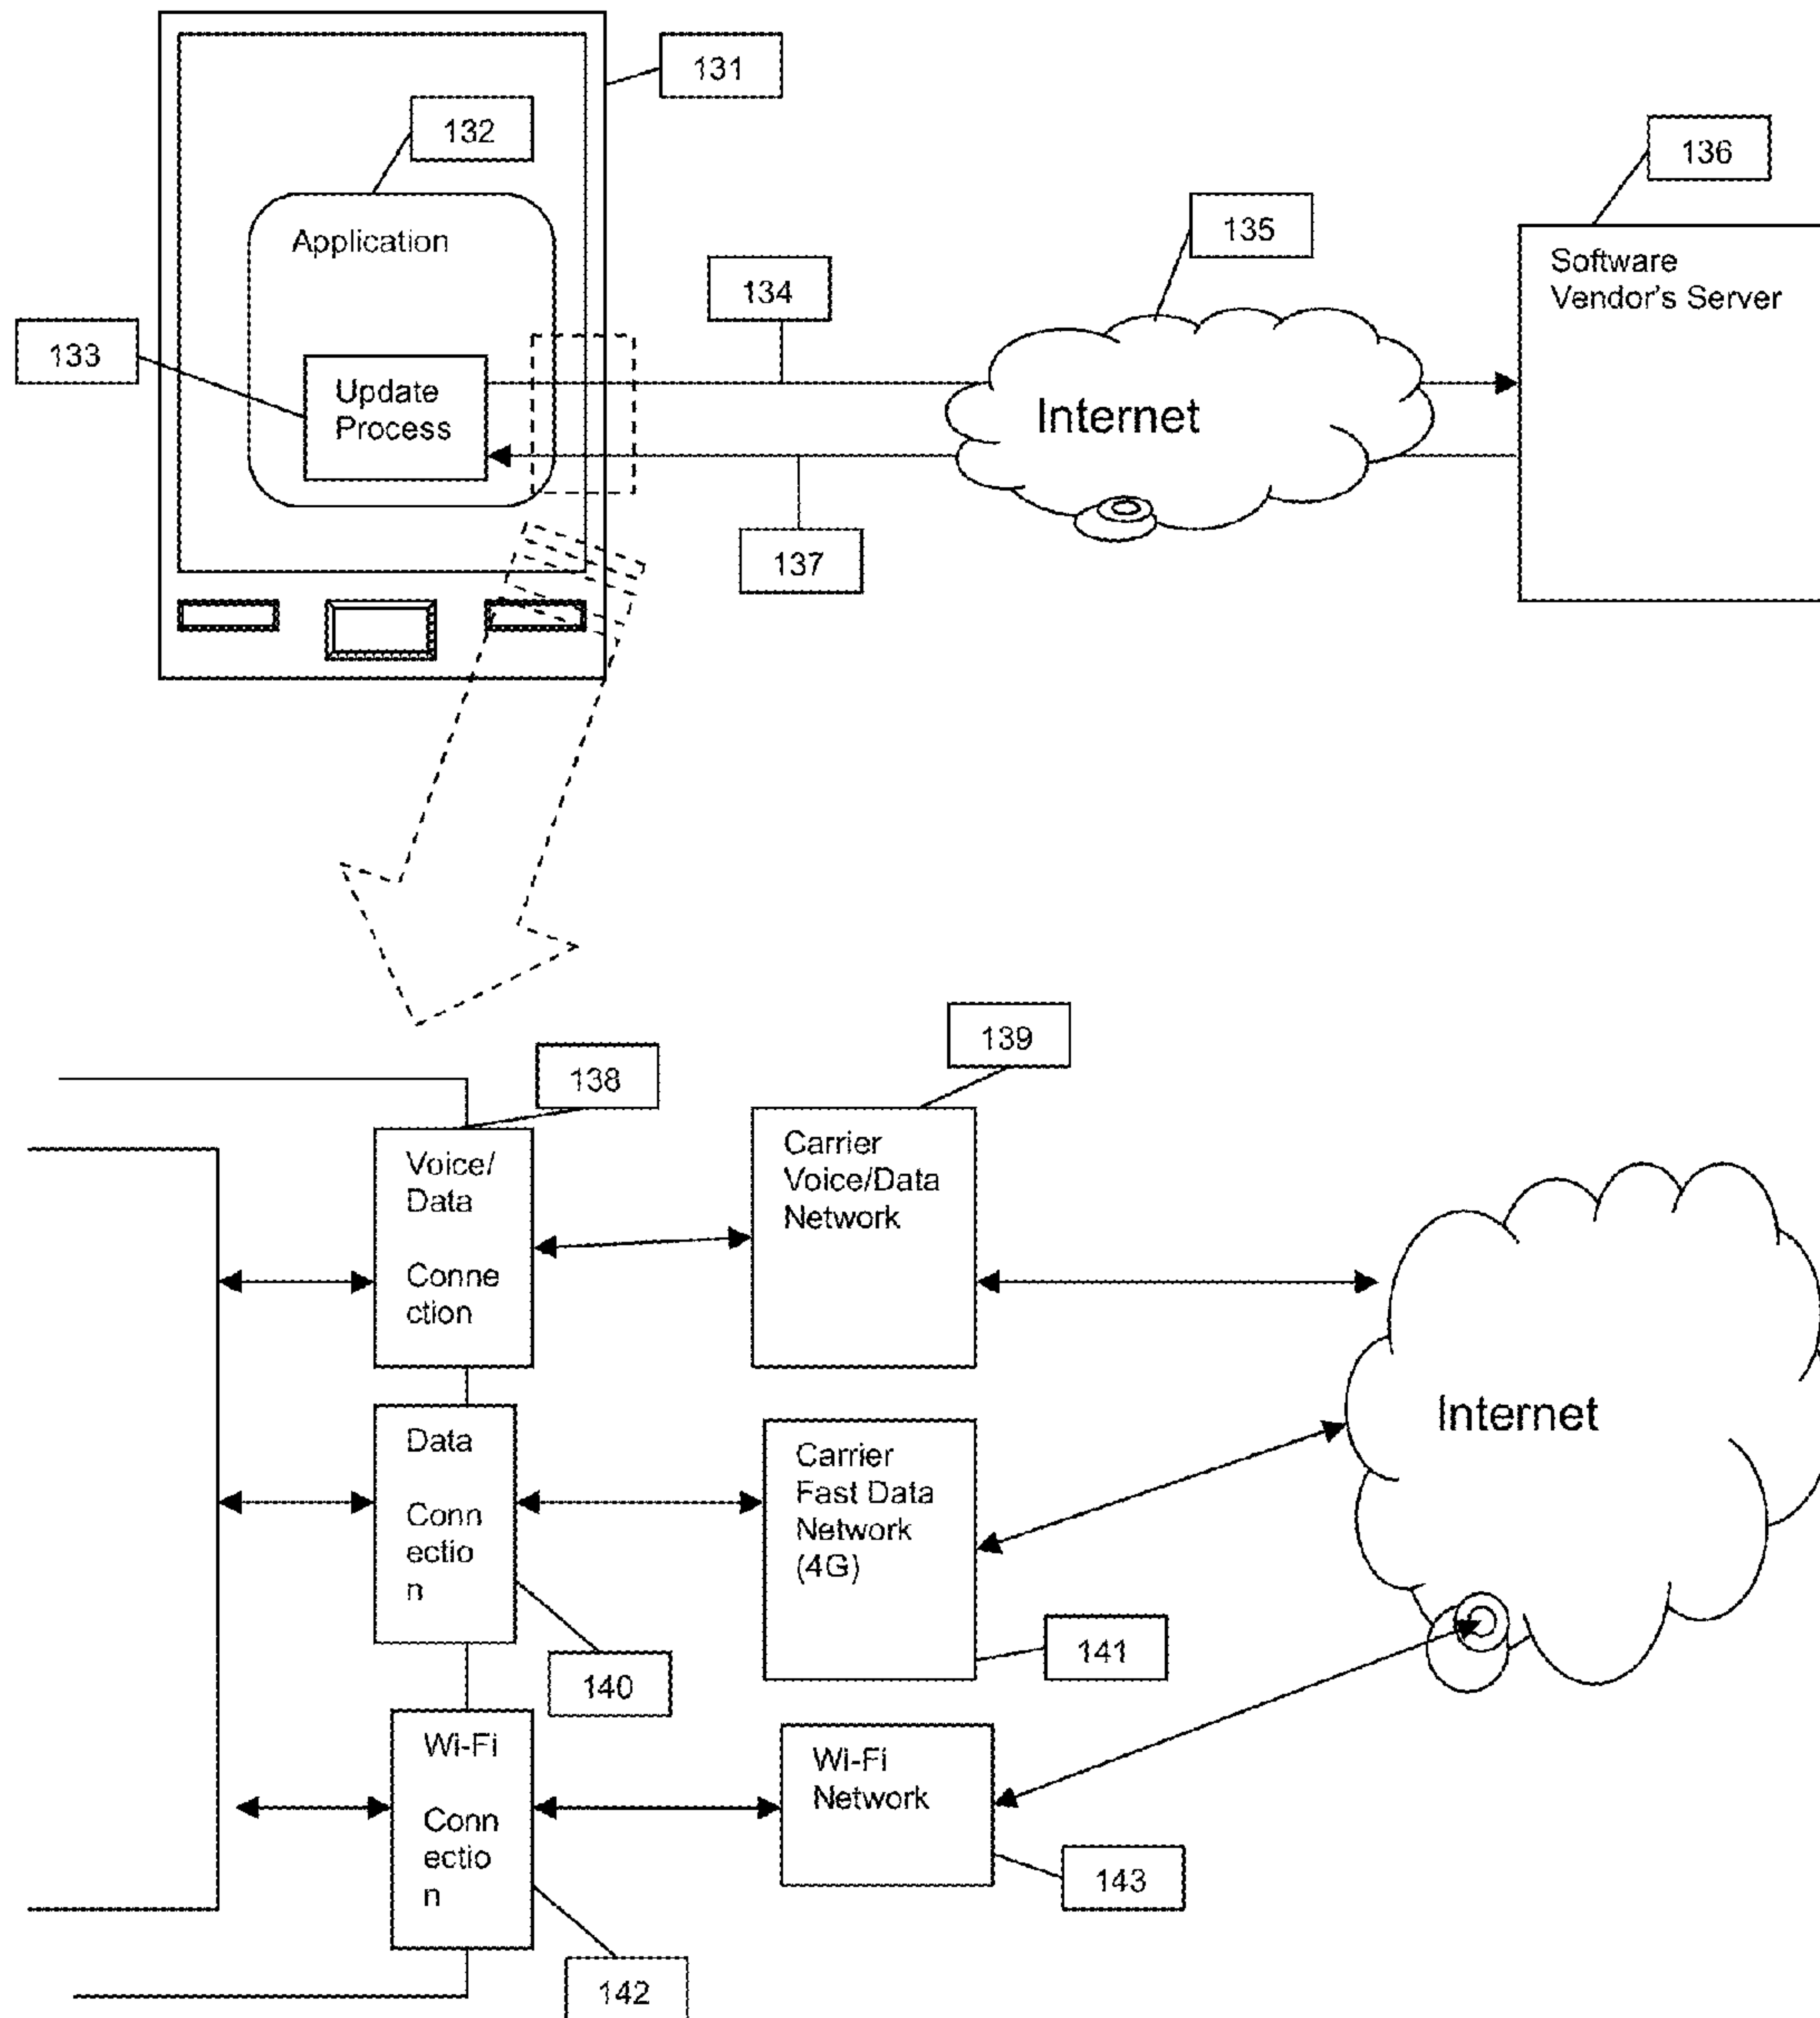 131
132
136
Application
135
134
Software
Vendor's Server
133
Update
Process
Internet
137
139
138
Carrier
Voice/Data
Network
Voice/
Data
Conne
ction
Internet
Data
Conn
ectio
n
Carrier
Fast Data
Network
(4G)
141
140
Wi-Fi
Conn
ectio
n
Wi-Fi
Network
143
142